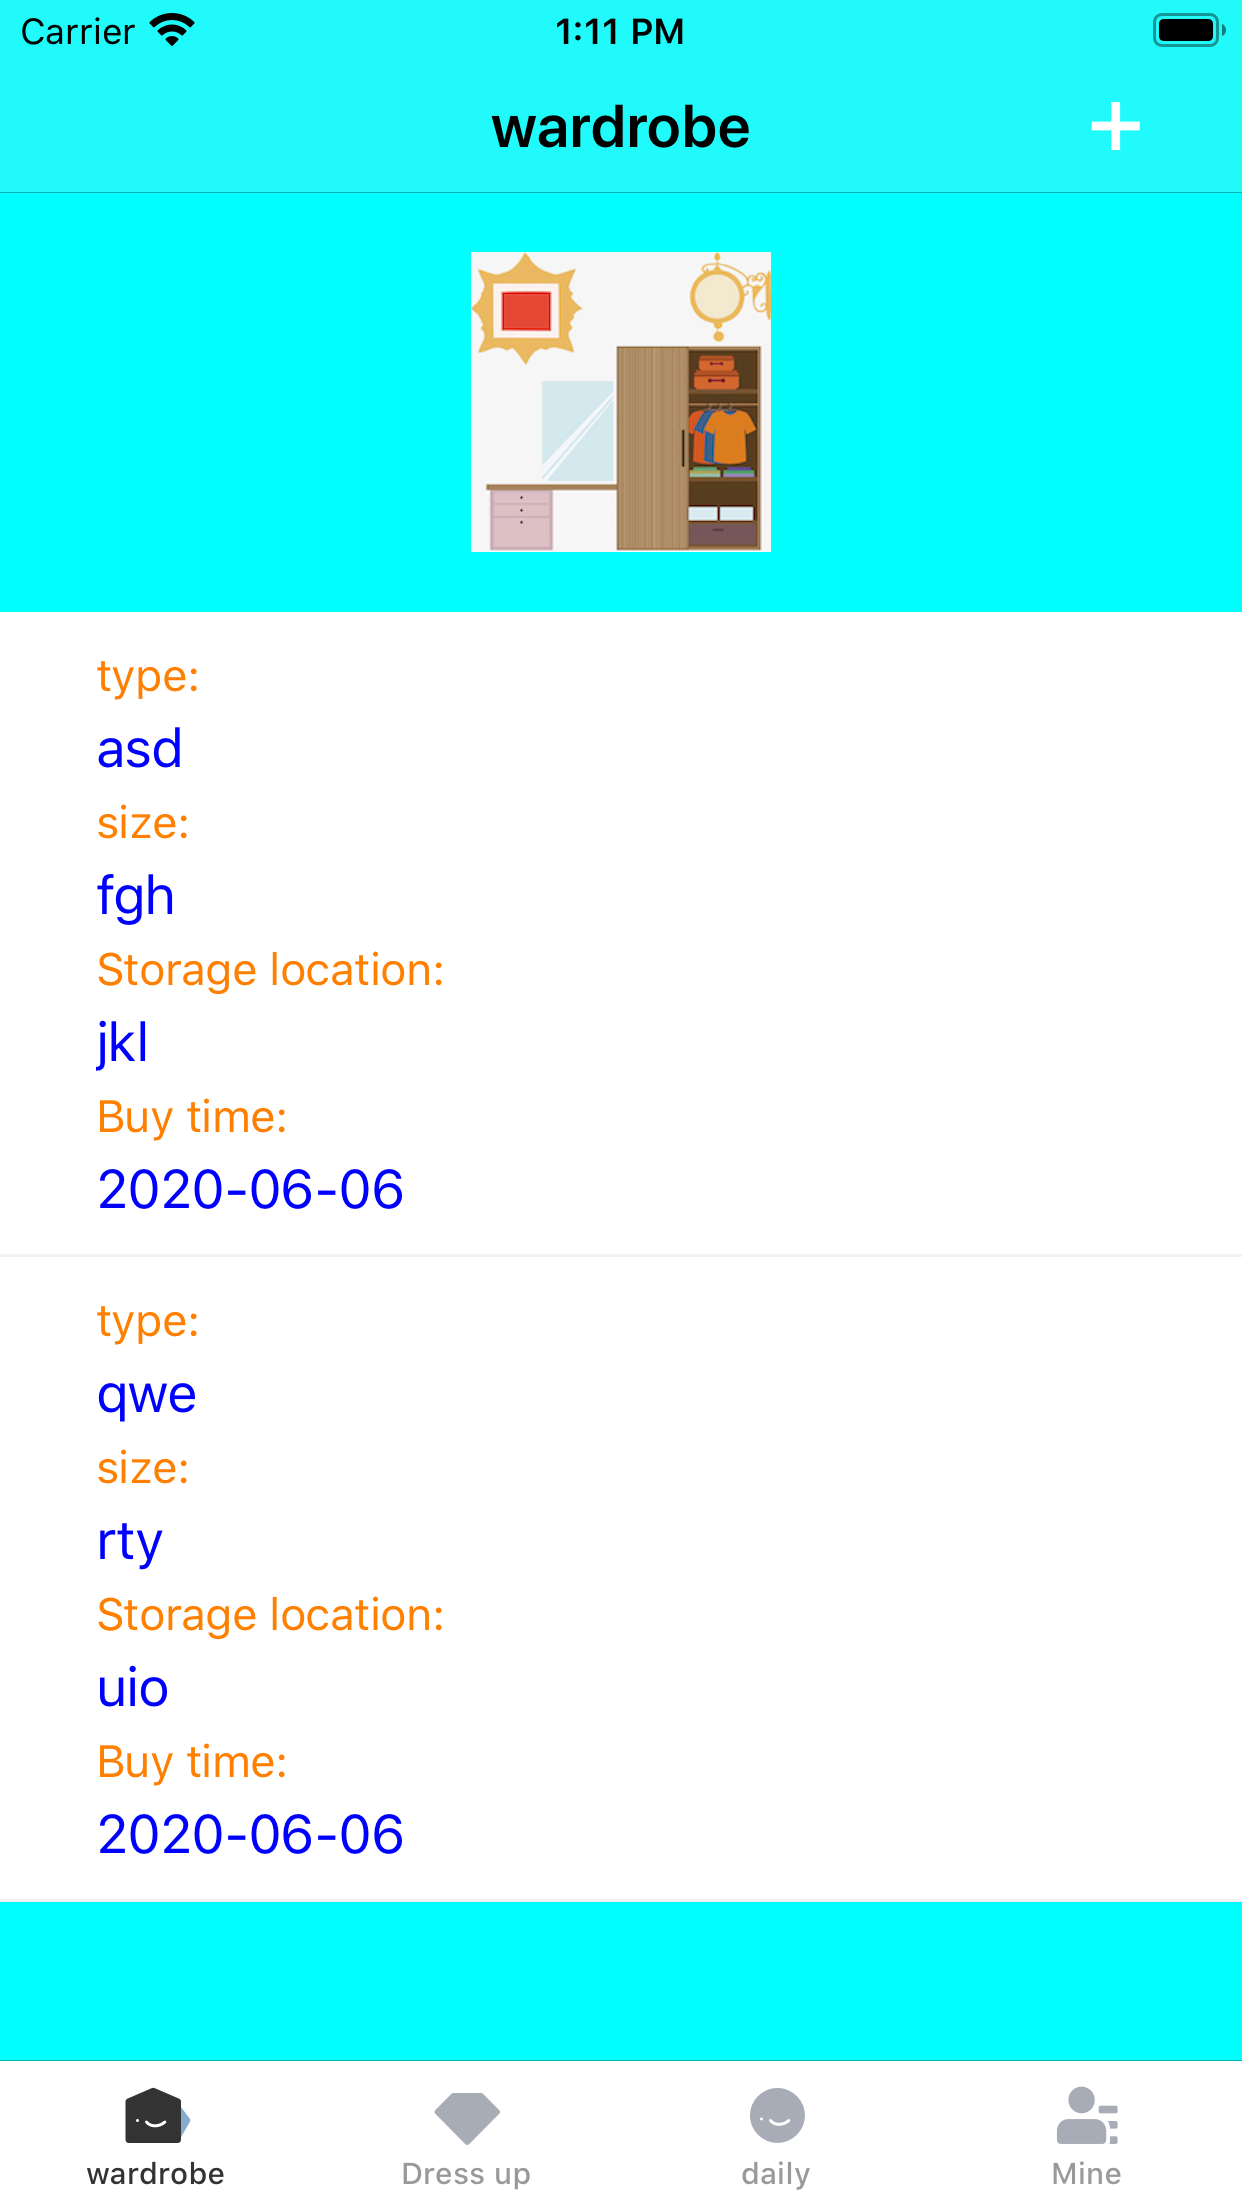 Carrier 1:11 PM
wardrobe +
type:
asd
size:
fgh
Storage location:
jkl
Buy time:
2020-06-06
type:
qwe
size:
rty
Storage location:
uio
Buy time:
2020-06-06
wardrobe Dress up daily Mine